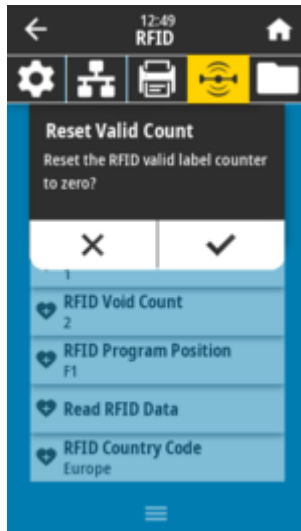 12:49
RFID
Reset Valid Count
Reset the RFID valid label counter
to zero?
1
RFID Void Count
2
RFID Program Position
F1
Read RFID Data
RFID Country Code
Europe